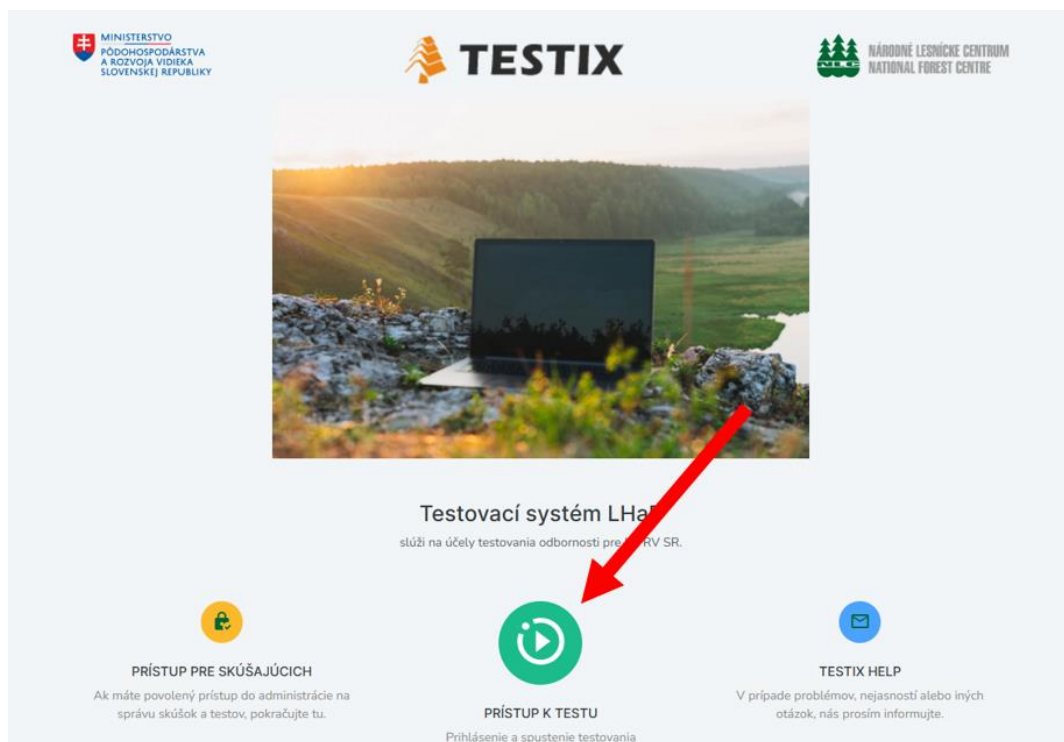 MINISTERSTVO
PÔDOHOSPODÁRSTVA
A ROZVOJA VIDIEKA
SLOVENSKEJ REPUBLIKY
TESTIX
NLC
NÁRODNÉ LESNÍCKE CENTRUM
NATIONAL FOREST CENTRE
Testovací systém LHa
slúži na účely testovania odbornosti pre RV SR.
PRÍSTUP PRE SKÚŠAJÚCICH
Ak máte povolený prístup do administrácie na
správu skúšok a testov, pokračujte tu.
PRÍSTUP K TESTU
Prihlásenie a spustenie testovania
TESTIX HELP
V prípade problémov, nejasností alebo iných
otázok, nás prosím informujte.